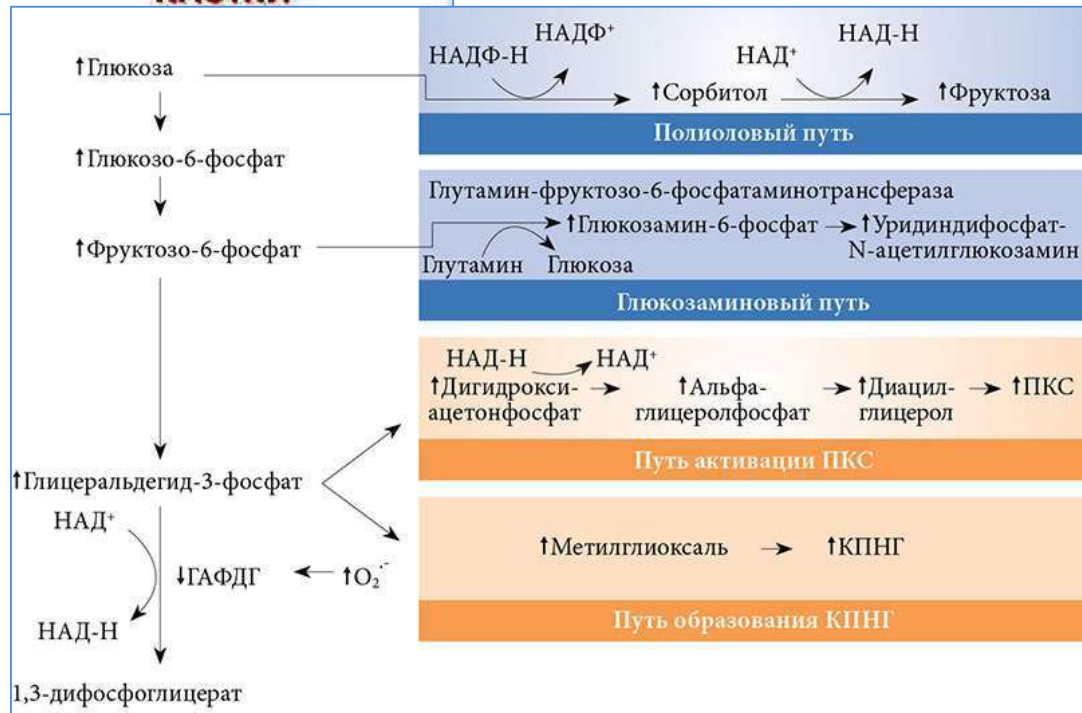 ↑Глюкоза
↑Глюкозо-6-фосфат
↑Фруктозо-6-фосфат
↑Глицеральдегид-3-фосфат
НАД⁺
↓ГАФДГ
↑O₂˙⁻
НАД-Н
1,3-дифосфоглицерат
НАДФ-Н
НАДФ⁺
НАД⁺
НАД-Н
↑Сорбитол
↑Фруктоза
Полиоловый путь
Глутамин-фруктозо-6-фосфатаминотрансфераза
↑Глюкозамин-6-фосфат
↑Уридиндифосфат-
N-ацетилглюкозамин
Глутамин
Глюкоза
Глюкозаминовый путь
НАД-Н
НАД⁺
↑Дигидрокси-
ацетонфосфат
↑Альфа-
глицеролфосфат
↑Диацил-
глицерол
↑ПКС
Путь активации ПКС
↑Метилглиоксаль
↑КПНГ
Путь образования КПНГ